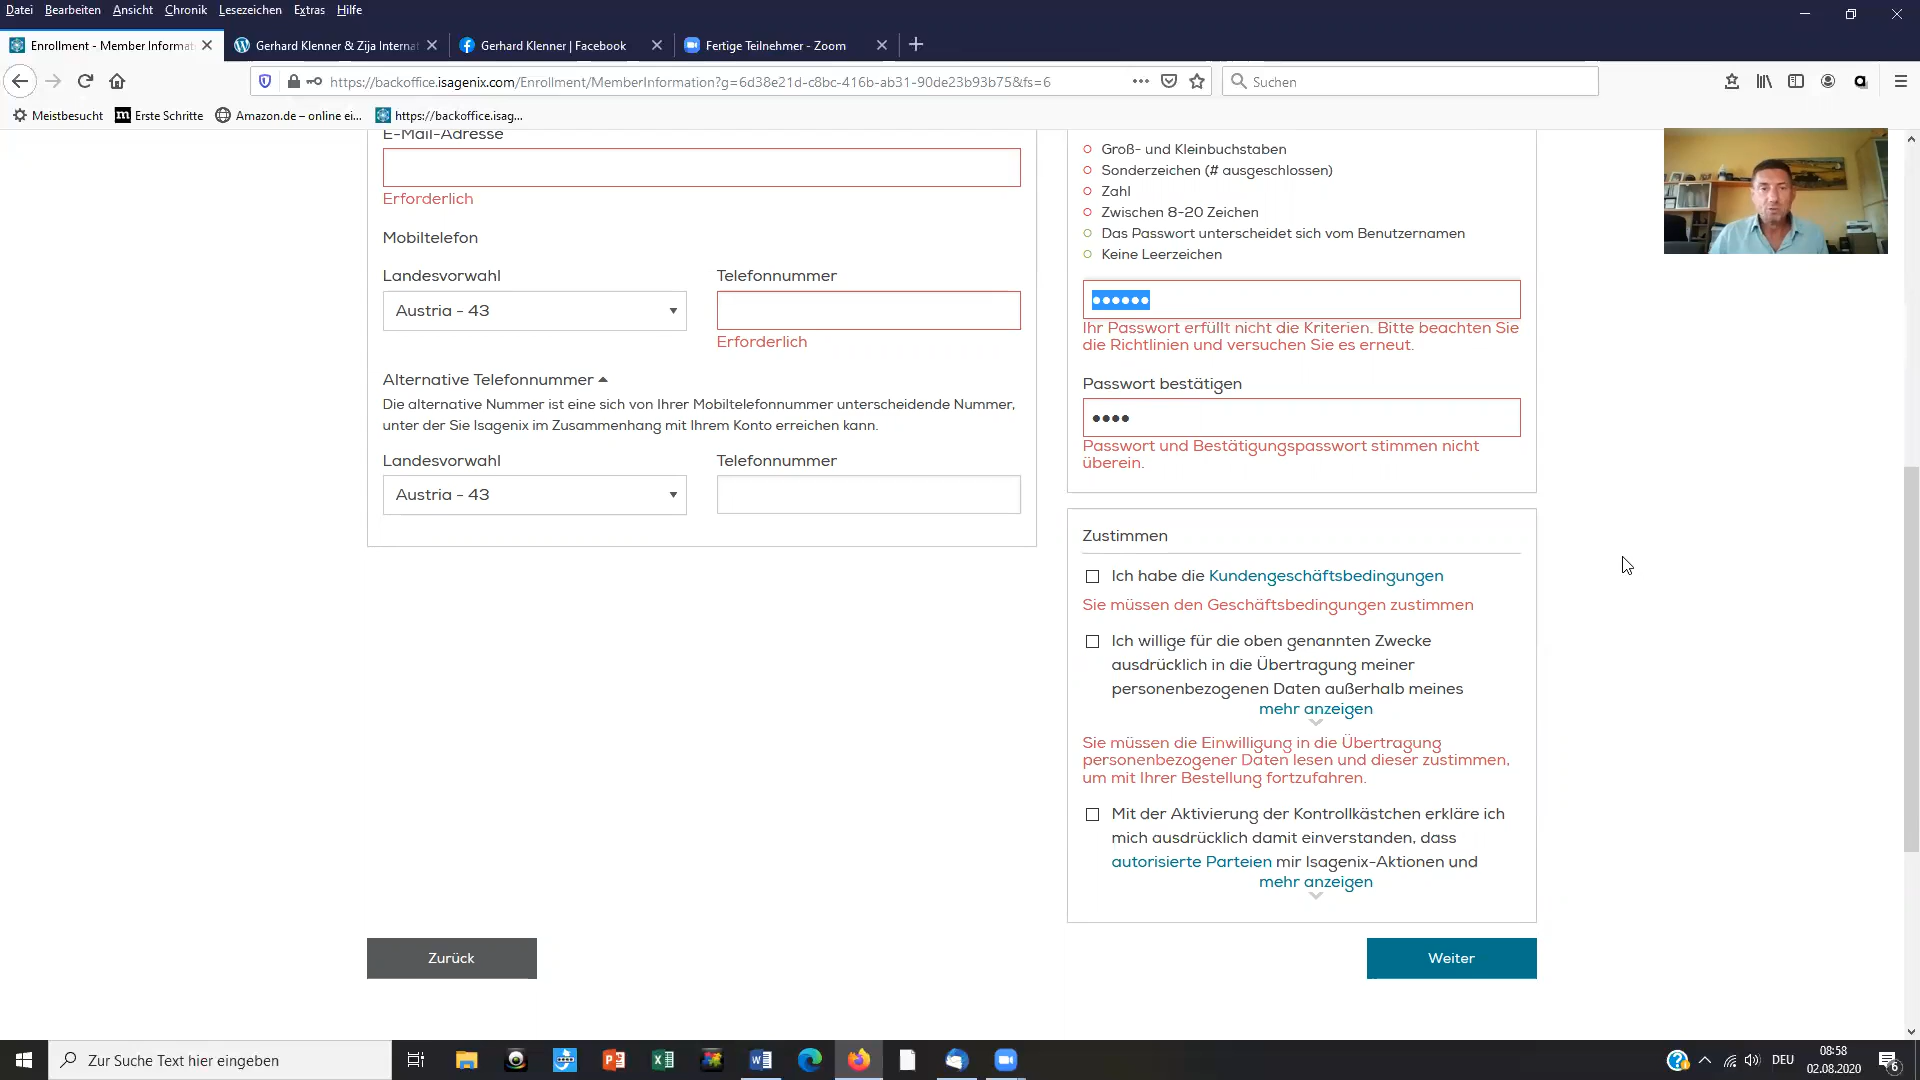 Datei Bearbeiten Ansicht Chronik Lesezeichen Extras Hilfe
Enrollment - Member Informat
Gerhard Klenner & Zija Internat
Gerhard Klenner | Facebook
Fertige Teilnehmer - Zoom
https://backoffice.isagenix.com/Enrollment/MemberInformation?g=6d38e21d-c8bc-416b-ab31-90de23b93b75&fs=6
Suchen
Meistbesucht
Erste Schritte
Amazon.de – online ei...
https://backoffice.isag...
E-Mail-Adresse
Erforderlich
Mobiltelefon
Landesvorwahl
Telefonnummer
Austria - 43
Erforderlich
Alternative Telefonnummer
Die alternative Nummer ist eine sich von Ihrer Mobiltelefonnummer unterscheidende Nummer,
unter der Sie Isagenix im Zusammenhang mit Ihrem Konto erreichen kann.
Landesvorwahl
Telefonnummer
Austria - 43
Groß- und Kleinbuchstaben
Sonderzeichen (# ausgeschlossen)
Zahl
Zwischen 8-20 Zeichen
Das Passwort unterscheidet sich vom Benutzernamen
Keine Leerzeichen
Ihr Passwort erfüllt nicht die Kriterien. Bitte beachten Sie
die Richtlinien und versuchen Sie es erneut.
Passwort bestätigen
Passwort und Bestätigungspasswort stimmen nicht
überein.
Zustimmen
Ich habe die Kundengeschäftsbedingungen
Sie müssen den Geschäftsbedingungen zustimmen
Ich willige für die oben genannten Zwecke
ausdrücklich in die Übertragung meiner
personenbezogenen Daten außerhalb meines
mehr anzeigen
Sie müssen die Einwilligung in die Übertragung
personenbezogener Daten lesen und dieser zustimmen,
um mit Ihrer Bestellung fortzufahren.
Mit der Aktivierung der Kontrollkästchen erkläre ich
mich ausdrücklich damit einverstanden, dass
autorisierte Parteien mir Isagenix-Aktionen und
mehr anzeigen
Zurück
Weiter
Zur Suche Text hier eingeben
DEU
08:58
02.08.2020
6